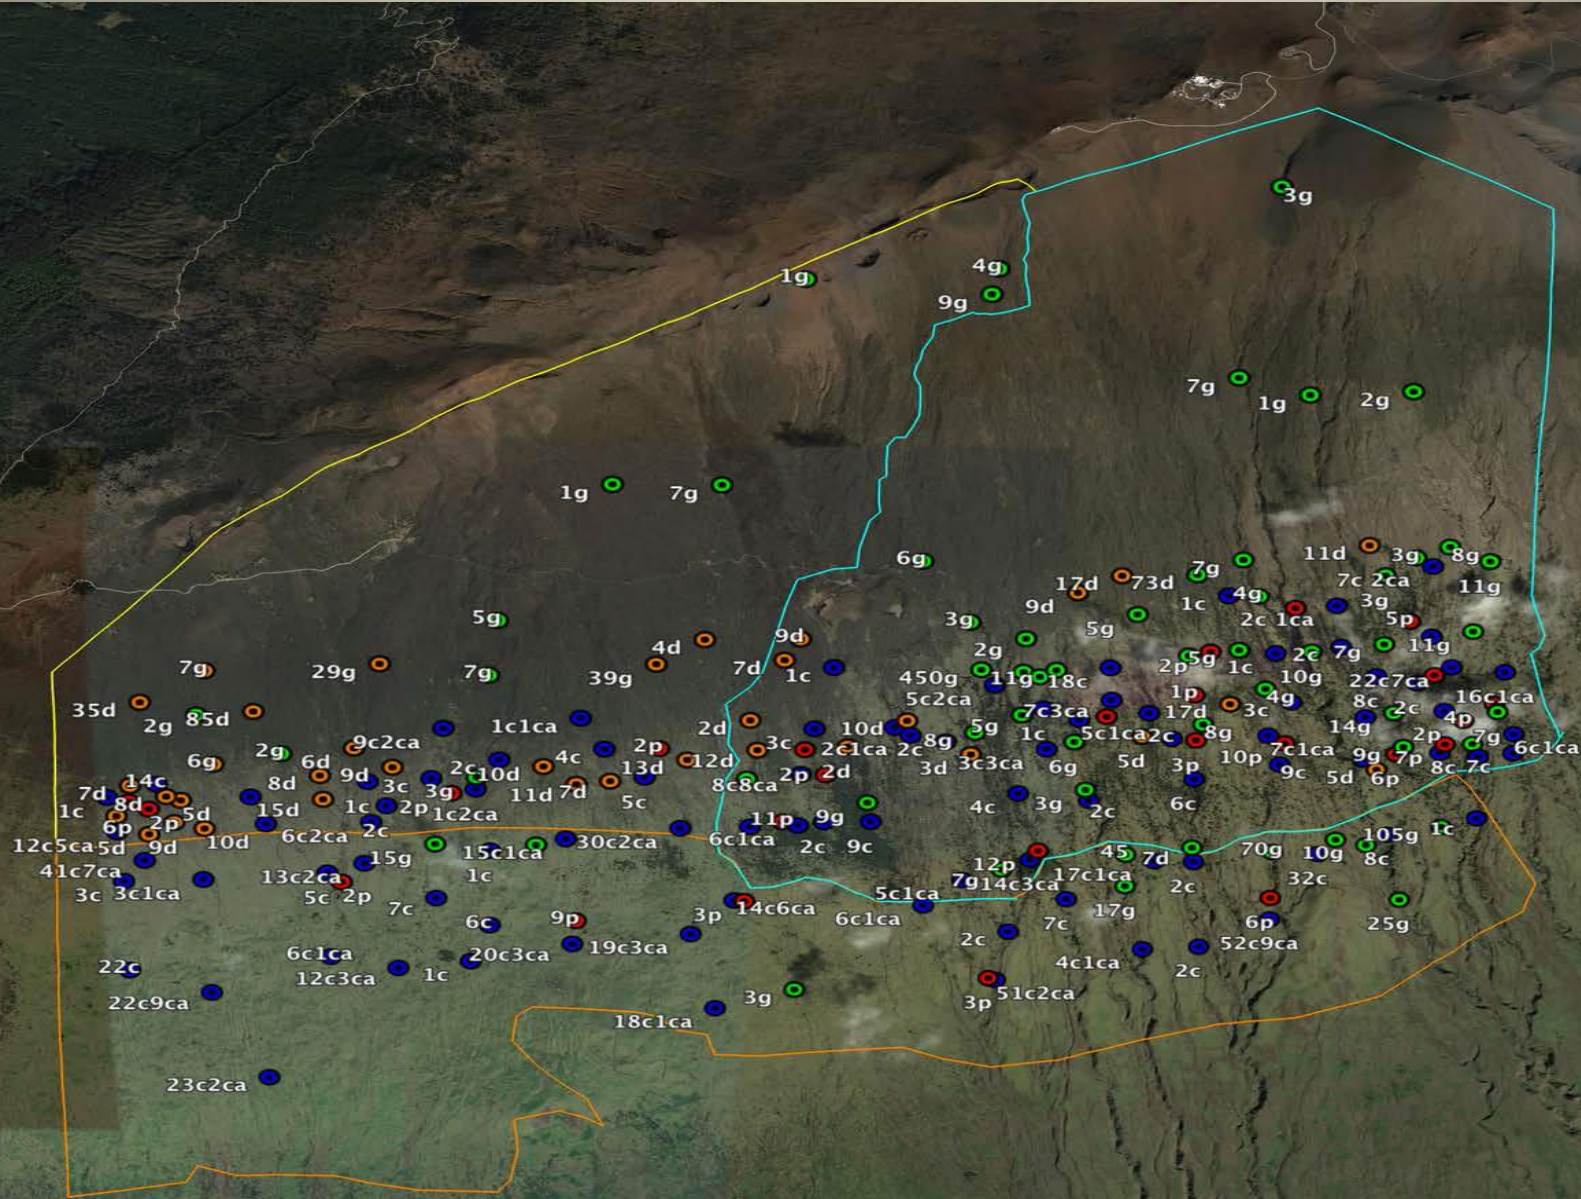 3g
1g
4g
9g
7g
1g
2g
1g
7g
6g
11d
3g
8g
7g
17d
73d
7c
2ca
11g
9d
1c
4g
3g
5g
3g
5g
2c
1ca
5p
4d
9d
2g
5g
2p
1c
2c
7g
11g
7g
29g
7g
39g
7d
1c
450g
11g
18c
10g
22c7ca
35d
5c2ca
1p
4g
8c
2c
16c1ca
2g
85d
7c3ca
17d
3c
4p
1c1ca
2d
10d
5g
1c
5c1ca
2c
8g
14g
2p
7g
9c2ca
2g
2p
3c
2c1ca
2c
8g
10p
7c1ca
6c1ca
6g
6d
4c
12d
3d
3c3ca
6g
5d
3p
9g
7p
8c
7c
14c
8d
9d
2c
10d
13d
2p
2d
9c
5d
6p
7d
3c
3g
11d
7d
8c8ca
8d
1c
15d
1c
2p
1c2ca
5c
4c
3g
2c
6c
6p
2p
5d
6c2ca
2c
11p
9g
1c
12c5ca
5d
9d
10d
30c2ca
6c1ca
2c
9c
105g
41c7ca
15g
15c1ca
12p
45
7d
70g
10g
8c
3c
3c1ca
13c2ca
1c
7g
14c3ca
17c1ca
2c
32c
5c
2p
7c
5c1ca
14c6ca
17g
6c
9p
3p
6c1ca
7c
6p
25g
6c1ca
20c3ca
19c3ca
2c
52c9ca
22c
12c3ca
1c
4c1ca
2c
22c9ca
3g
3p
51c2ca
18c1ca
23c2ca